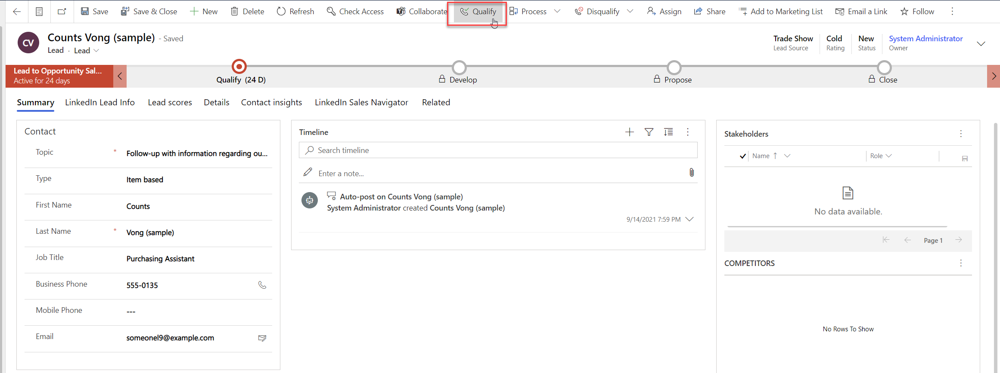 Save
Save & Close
New
Delete
Refresh
Check Access
Collaborate
Qualify
Process
Disqualify
Assign
Share
Add to Marketing List
Email a Link
Follow
CV
Counts Vong (sample) - Saved
Lead · Lead
Trade Show
Lead Source
Cold
Rating
New
Status
System Administrator
Owner
Lead to Opportunity Sal...
Active for 24 days
Qualify (24 D)
Develop
Propose
Close
Summary
LinkedIn Lead Info
Lead scores
Details
Contact insights
LinkedIn Sales Navigator
Related
Contact
Topic * Follow-up with information regarding ou...
Type Item based
First Name Counts
Last Name * Vong (sample)
Job Title Purchasing Assistant
Business Phone 555-0135
Mobile Phone ---
Email someonel9@example.com
Timeline
Search timeline
Enter a note...
Auto-post on Counts Vong (sample)
System Administrator created Counts Vong (sample)
9/14/2021 7:59 PM
Stakeholders
Name Role
No data available.
Page 1
COMPETITORS
No Rows To Show